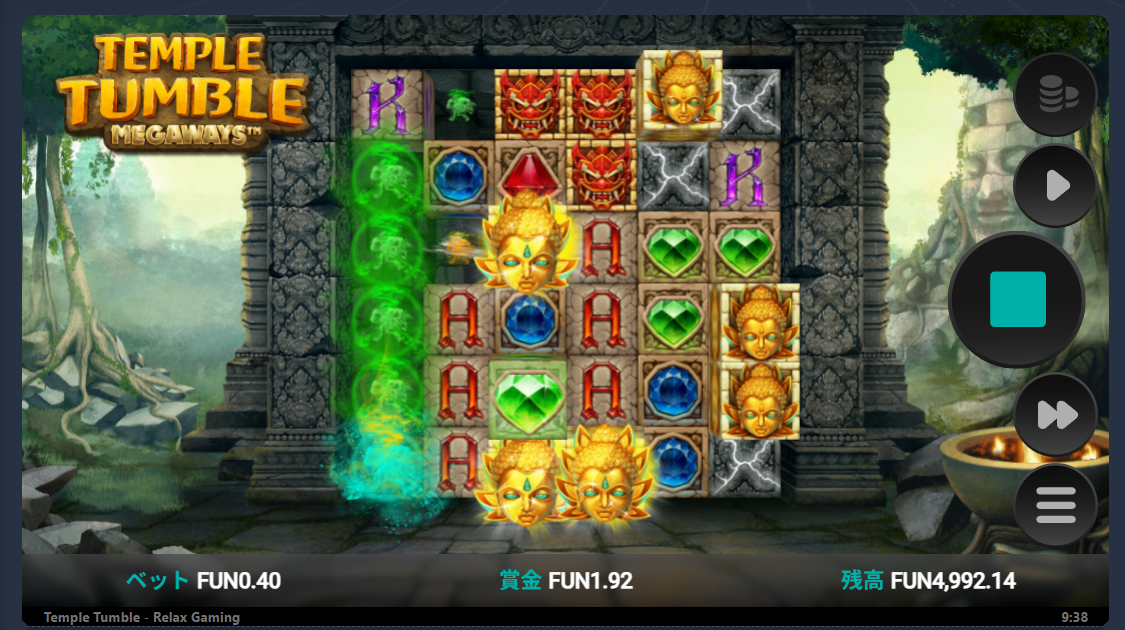 TEMPLE
TUMBLE
MEGAWAYS™
K
K
A
A A
A A
A
ベット FUN0.40 賞金 FUN1.92 残高 FUN4,992.14
Temple Tumble - Relax Gaming 9:38